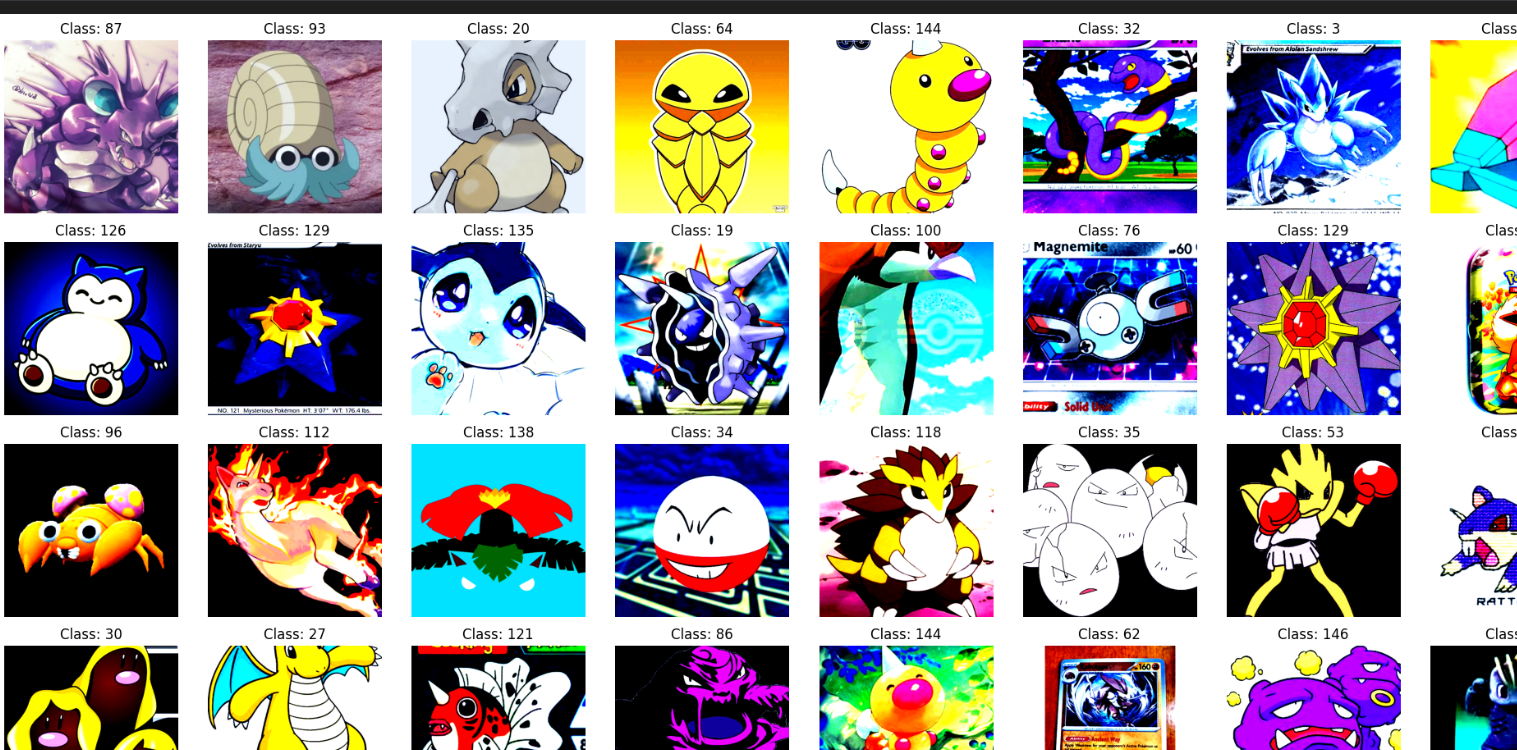 Class: 87
Class: 93
Class: 20
Class: 64
Class: 144
Class: 32
Class: 3
Class
Evolves from Alolan Sandshrew
Class: 126
Class: 129
Class: 135
Class: 19
Class: 100
Class: 76
Class: 129
Class
Evolves from Staryu
Magnemite
60
NO. 121 Mysterious Pokémon HT: 3'07" WT: 176.4 lbs.
bility
Solid
Class: 96
Class: 112
Class: 138
Class: 34
Class: 118
Class: 35
Class: 53
Class
RATT
Class: 30
Class: 27
Class: 121
Class: 86
Class: 144
Class: 62
Class: 146
Class
160